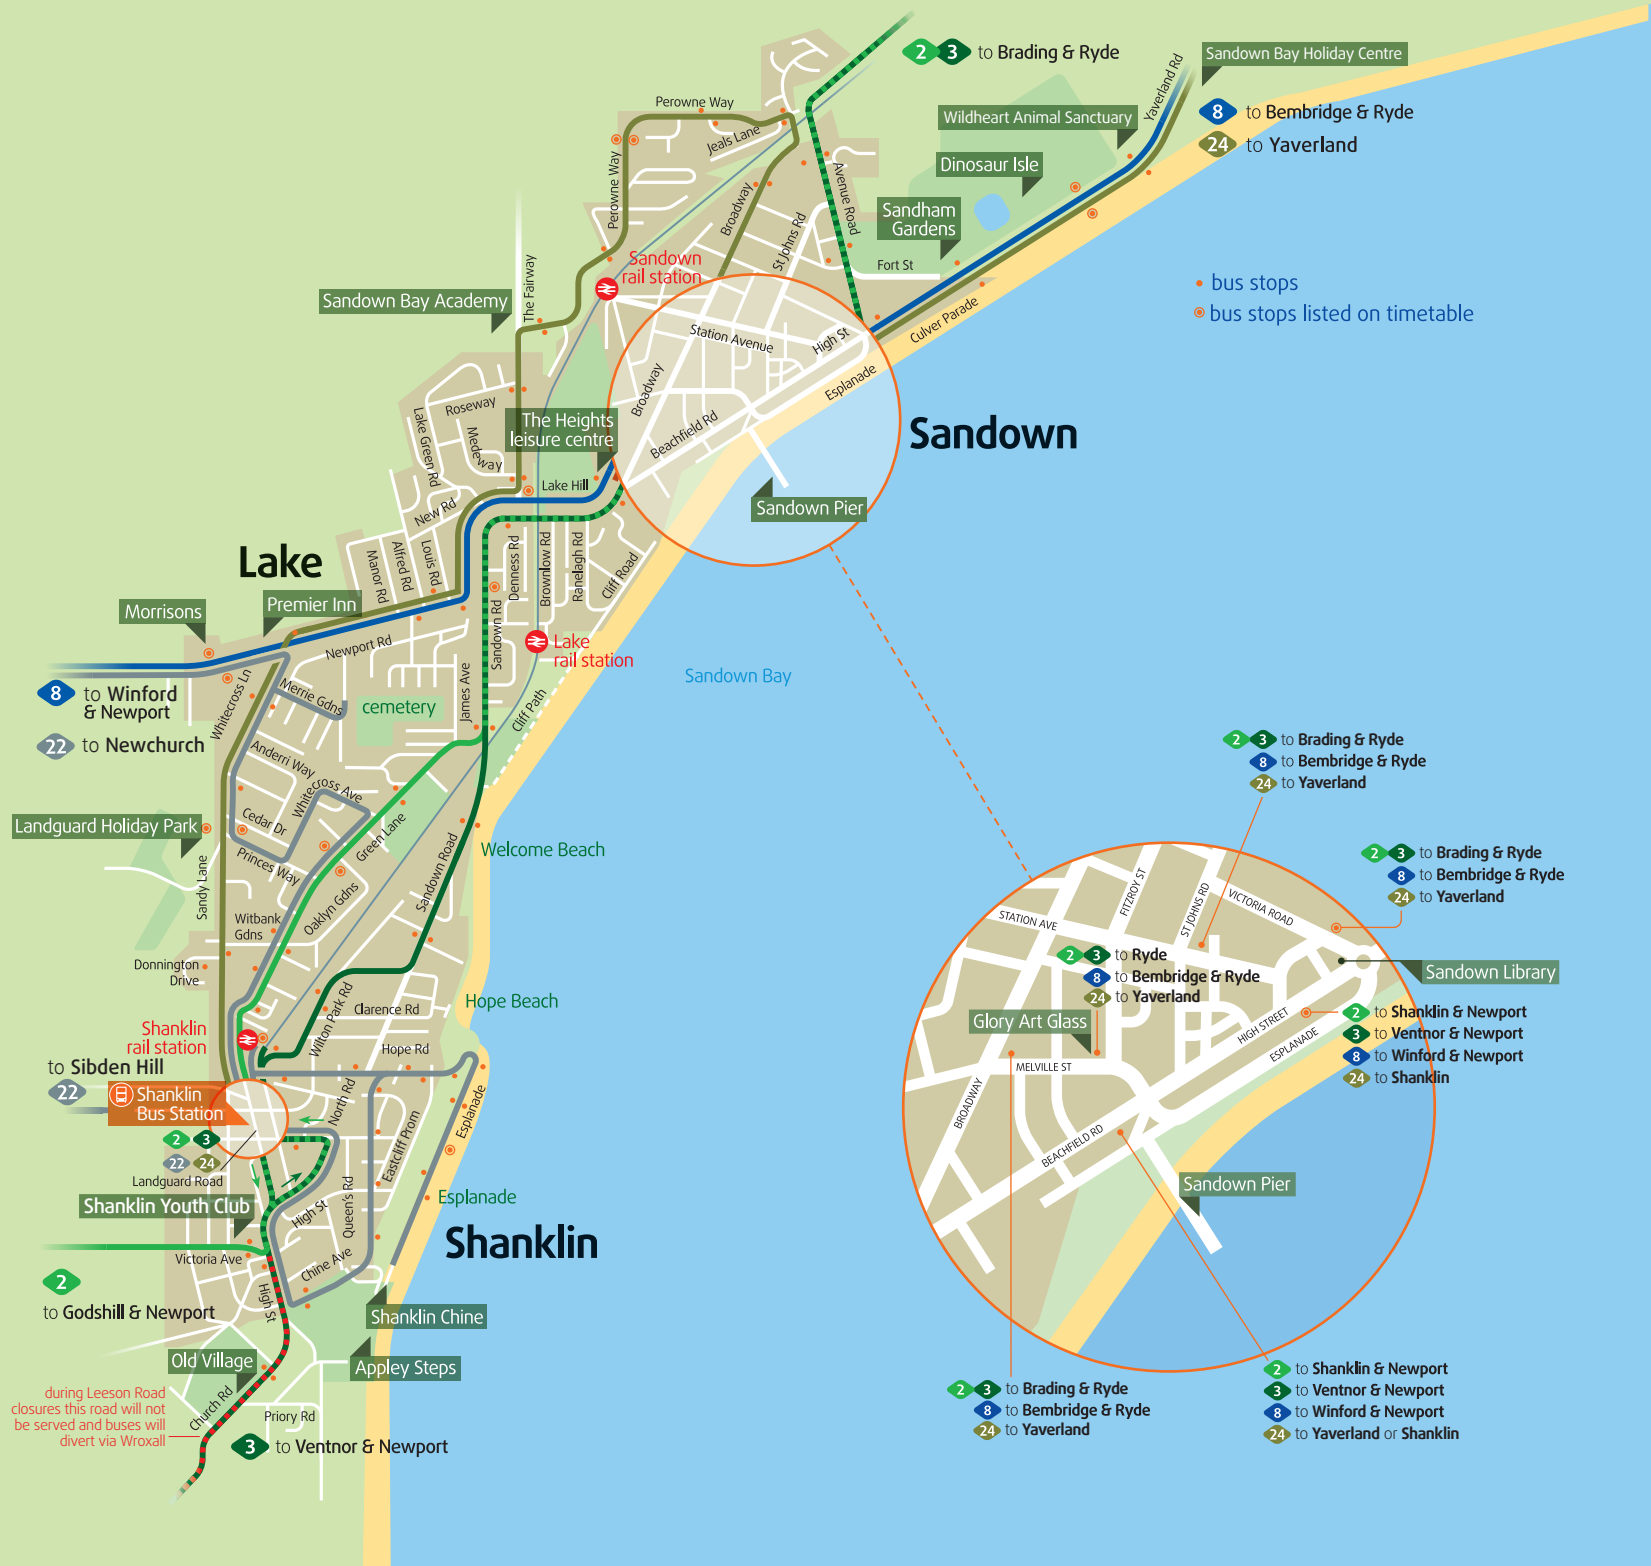 2 3 to Brading & Ryde
Sandown Bay Holiday Centre
Yaverland Rd
8 to Bembridge & Ryde
24 to Yaverland
Wildheart Animal Sanctuary
Dinosaur Isle
Sandham
Gardens
Perowne Way
Jeals Lane
Perowne Way
Broadway
Avenue Road
St Johns Rd
Fort St
Sandown
rail station
The Fairway
Sandown Bay Academy
Station Avenue
High St
Culver Parade
Esplanade
Broadway
Beachfield Rd
bus stops
bus stops listed on timetable
Sandown
Sandown Pier
The Heights
leisure centre
Roseway
Lake Green Rd
Medeway
Lake Hill
New Rd
Lake
Manor Rd
Alfred Rd
Louis Rd
Denness Rd
Brownlow Rd
Ranelagh Rd
Cliff Road
Sandown Rd
Morrisons
Premier Inn
Newport Rd
Lake
rail station
Sandown Bay
8 to Winford
& Newport
22 to Newchurch
Whitecross Ln
Merrie Gdns
cemetery
James Ave
Cliff Path
Anderri Way
Whitecross Ave
Landguard Holiday Park
Cedar Dr
Princes Way
Green Lane
Sandy Lane
Sandown Road
Welcome Beach
Witbank
Gdns
Oaklyn Gdns
Donnington
Drive
Wilton Park Rd
Clarence Rd
Hope Beach
Shanklin
rail station
Hope Rd
to Sibden Hill
22
Shanklin
Bus Station
2 3
22 24
Landguard Road
North Rd
Eastcliff Prom
Esplanade
Esplanade
Shanklin Youth Club
High St
Queen's Rd
Shanklin
Victoria Ave
Chine Ave
2
to Godshill & Newport
High St
Shanklin Chine
Old Village
Appley Steps
during Leeson Road
closures this road will not
be served and buses will
divert via Wroxall
Church Rd
Priory Rd
3 to Ventnor & Newport
2 3 to Brading & Ryde
8 to Bembridge & Ryde
24 to Yaverland
2 3 to Brading & Ryde
8 to Bembridge & Ryde
24 to Yaverland
STATION AVE
FITZROY ST
ST JOHNS RD
VICTORIA ROAD
2 3 to Ryde
8 to Bembridge & Ryde
24 to Yaverland
Sandown Library
Glory Art Glass
HIGH STREET
ESPLANADE
2 to Shanklin & Newport
3 to Ventnor & Newport
8 to Winford & Newport
24 to Shanklin
MELVILLE ST
BROADWAY
BEACHFIELD RD
Sandown Pier
2 3 to Brading & Ryde
8 to Bembridge & Ryde
24 to Yaverland
2 to Shanklin & Newport
3 to Ventnor & Newport
8 to Winford & Newport
24 to Yaverland or Shanklin